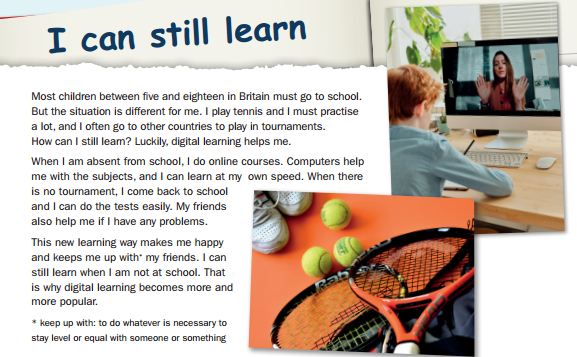 I can still learn
Most children between five and eighteen in Britain must go to school.
But the situation is different for me. I play tennis and I must practise
a lot, and I often go to other countries to play in tournaments.
How can I still learn? Luckily, digital learning helps me.
When I am absent from school, I do online courses. Computers help
me with the subjects, and I can learn at my own speed. When there
is no tournament, I come back to school
and I can do the tests easily. My friends
also help me if I have any problems.
This new learning way makes me happy
and keeps me up with* my friends. I can
still learn when I am not at school. That
is why digital learning becomes more and
more popular.
* keep up with: to do whatever is necessary to
stay level or equal with someone or something